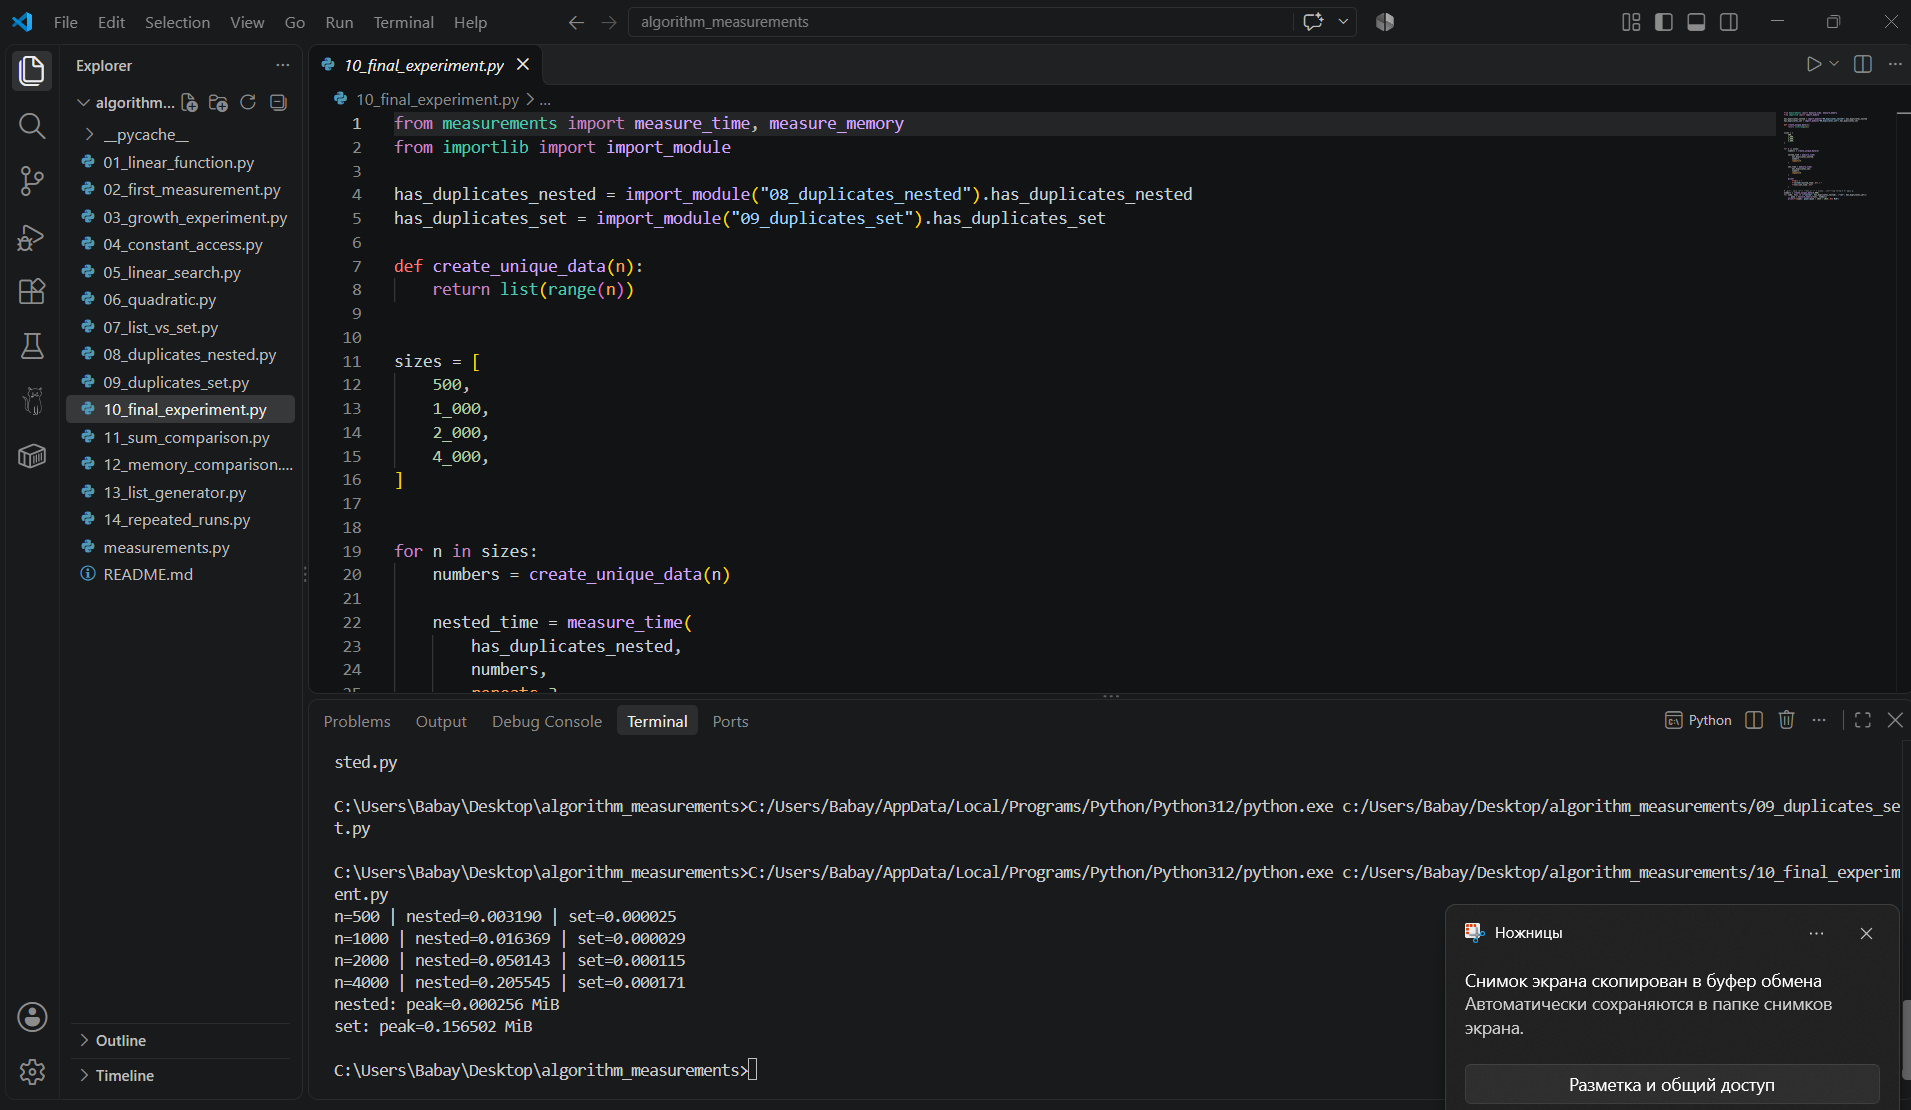 File Edit Selection View Go Run Terminal Help
algorithm_measurements
Explorer
10_final_experiment.py
algorithm...
10_final_experiment.py > ...
__pycache__
01_linear_function.py
02_first_measurement.py
03_growth_experiment.py
04_constant_access.py
05_linear_search.py
06_quadratic.py
07_list_vs_set.py
08_duplicates_nested.py
09_duplicates_set.py
10_final_experiment.py
11_sum_comparison.py
12_memory_comparison....
13_list_generator.py
14_repeated_runs.py
measurements.py
README.md
Outline
Timeline
1 from measurements import measure_time, measure_memory
2 from importlib import import_module
3
4 has_duplicates_nested = import_module("08_duplicates_nested").has_duplicates_nested
5 has_duplicates_set = import_module("09_duplicates_set").has_duplicates_set
6
7 def create_unique_data(n):
8 return list(range(n))
9
10
11 sizes = [
12 500,
13 1_000,
14 2_000,
15 4_000,
16 ]
17
18
19 for n in sizes:
20 numbers = create_unique_data(n)
21
22 nested_time = measure_time(
23 has_duplicates_nested,
24 numbers,
Problems Output Debug Console Terminal Ports
Python
sted.py
C:\Users\Babay\Desktop\algorithm_measurements>C:/Users/Babay/AppData/Local/Programs/Python/Python312/python.exe c:/Users/Babay/Desktop/algorithm_measurements/09_duplicates_se
t.py
C:\Users\Babay\Desktop\algorithm_measurements>C:/Users/Babay/AppData/Local/Programs/Python/Python312/python.exe c:/Users/Babay/Desktop/algorithm_measurements/10_final_experim
ent.py
n=500 | nested=0.003190 | set=0.000025
n=1000 | nested=0.016369 | set=0.000029
n=2000 | nested=0.050143 | set=0.000115
n=4000 | nested=0.205545 | set=0.000171
nested: peak=0.000256 MiB
set: peak=0.156502 MiB
C:\Users\Babay\Desktop\algorithm_measurements>
Ножницы
Снимок экрана скопирован в буфер обмена
Автоматически сохраняются в папке снимков
экрана.
Разметка и общий доступ